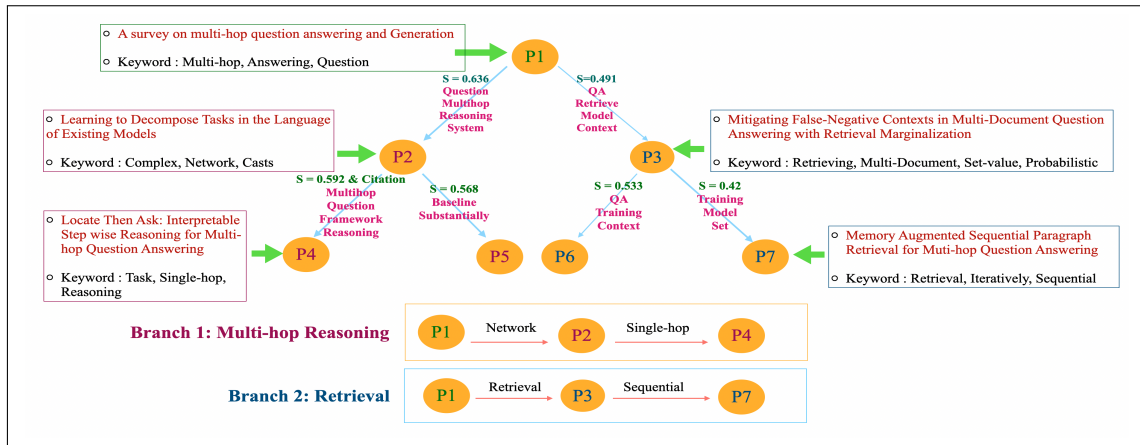 A survey on multi-hop question answering and Generation
Keyword : Multi-hop, Answering, Question
P1
S = 0.636
Question
Multihop
Reasoning
System
S=0.491
QA
Retrieve
Model
Context
Learning to Decompose Tasks in the Language
of Existing Models
Keyword : Complex, Network, Casts
P2
P3
Mitigating False-Negative Contexts in Multi-Document Question
Answering with Retrieval Marginalization
Keyword : Retrieving, Multi-Document, Set-value, Probabilistic
S = 0.592 & Citation
Multihop
Question
Framework
Reasoning
S = 0.568
Baseline
Substantially
S = 0.533
QA
Training
Context
S = 0.42
Training
Model
Set
Locate Then Ask: Interpretable
Step wise Reasoning for Multi-
hop Question Answering
Keyword : Task, Single-hop,
Reasoning
P4
P5
P6
P7
Memory Augmented Sequential Paragraph
Retrieval for Muti-hop Question Answering
Keyword : Retrieval, Iteratively, Sequential
Branch 1: Multi-hop Reasoning
P1 Network P2 Single-hop P4
Branch 2: Retrieval
P1 Retrieval P3 Sequential P7